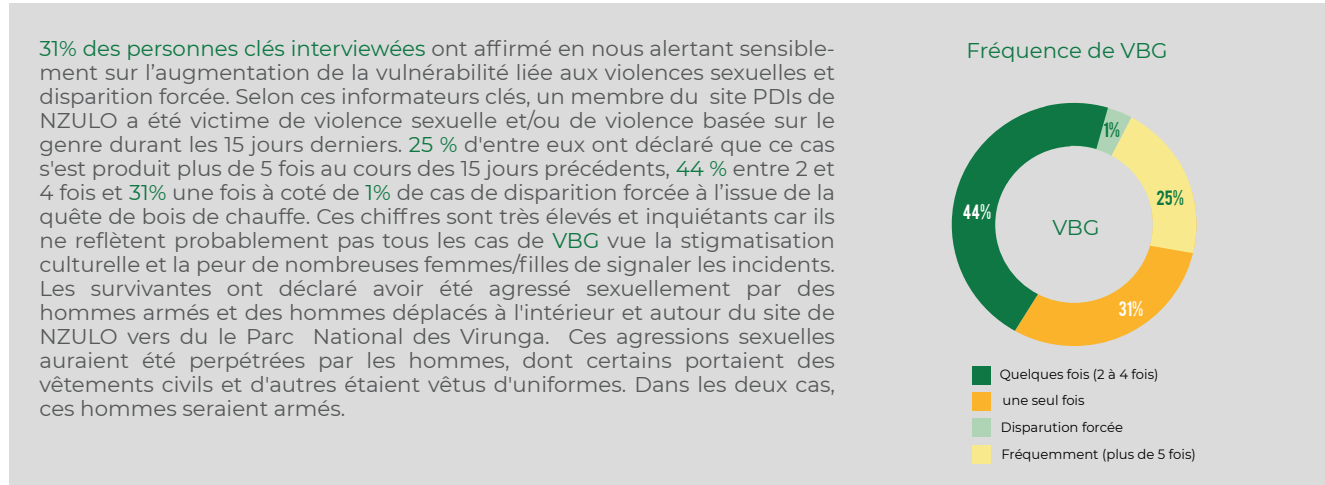 31% des personnes clés interviewées ont affirmé en nous alertant sensible-
ment sur l’augmentation de la vulnérabilité liée aux violences sexuelles et
disparition forcée. Selon ces informateurs clés, un membre du site PDIs de
NZULO a été victime de violence sexuelle et/ou de violence basée sur le
genre durant les 15 jours derniers. 25 % d'entre eux ont déclaré que ce cas
s'est produit plus de 5 fois au cours des 15 jours précédents, 44 % entre 2 et
4 fois et 31% une fois à coté de 1% de cas de disparition forcée à l’issue de la
quête de bois de chauffe. Ces chiffres sont très élevés et inquiétants car ils
ne reflètent probablement pas tous les cas de VBG vue la stigmatisation
culturelle et la peur de nombreuses femmes/filles de signaler les incidents.
Les survivantes ont déclaré avoir été agressé sexuellement par des
hommes armés et des hommes déplacés à l'intérieur et autour du site de
NZULO vers du le Parc National des Virunga. Ces agressions sexuelles
auraient été perpétrées par les hommes, dont certains portaient des
vêtements civils et d'autres étaient vêtus d'uniformes. Dans les deux cas,
ces hommes seraient armés.
Fréquence de VBG
1%
25%
44%
VBG
31%
Quelques fois (2 à 4 fois)
une seul fois
Disparution forcée
Fréquemment (plus de 5 fois)